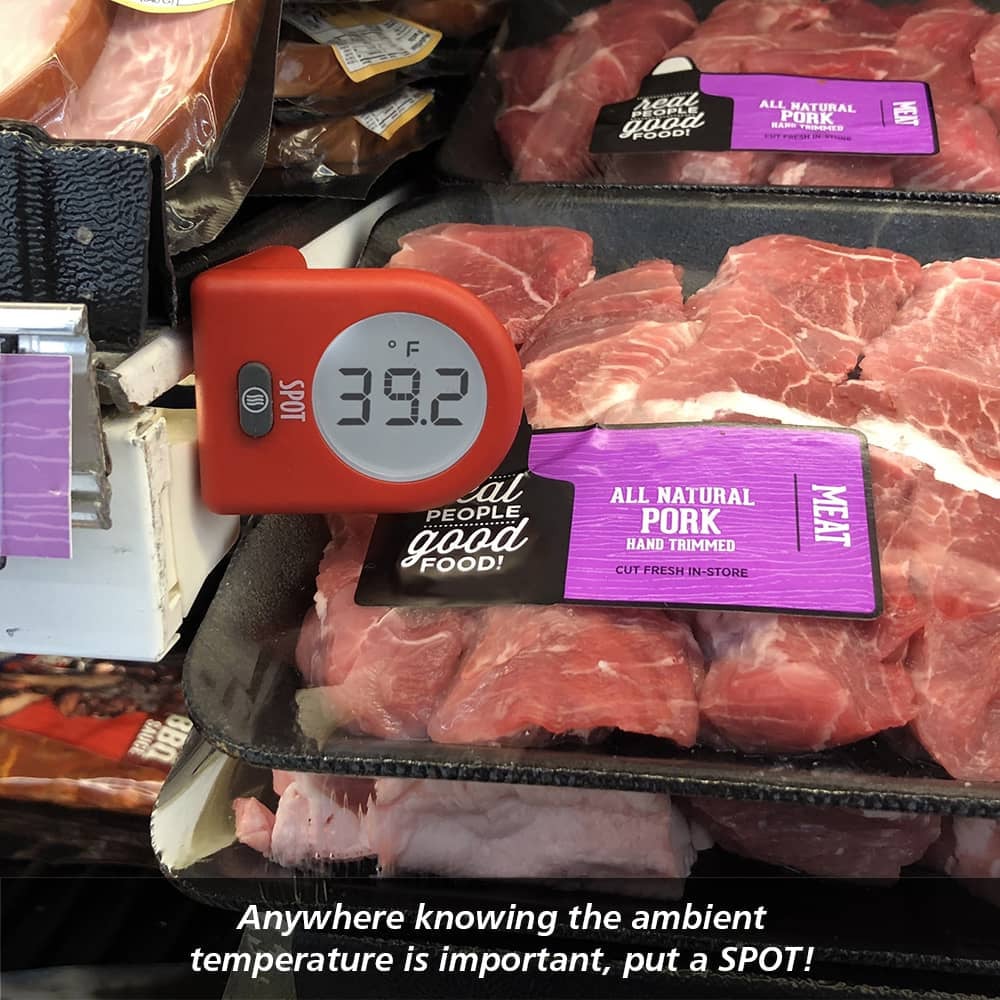 real
PEOPLE
good
FOOD!
ALL NATURAL
PORK
HAND TRIMMED
CUT FRESH IN-STORE
MEAT
°F
39.2
SPOT
PEOPLE
good
FOOD!
ALL NATURAL
PORK
HAND TRIMMED
CUT FRESH IN-STORE
MEAT
BBQ
Anywhere knowing the ambient
temperature is important, put a SPOT!